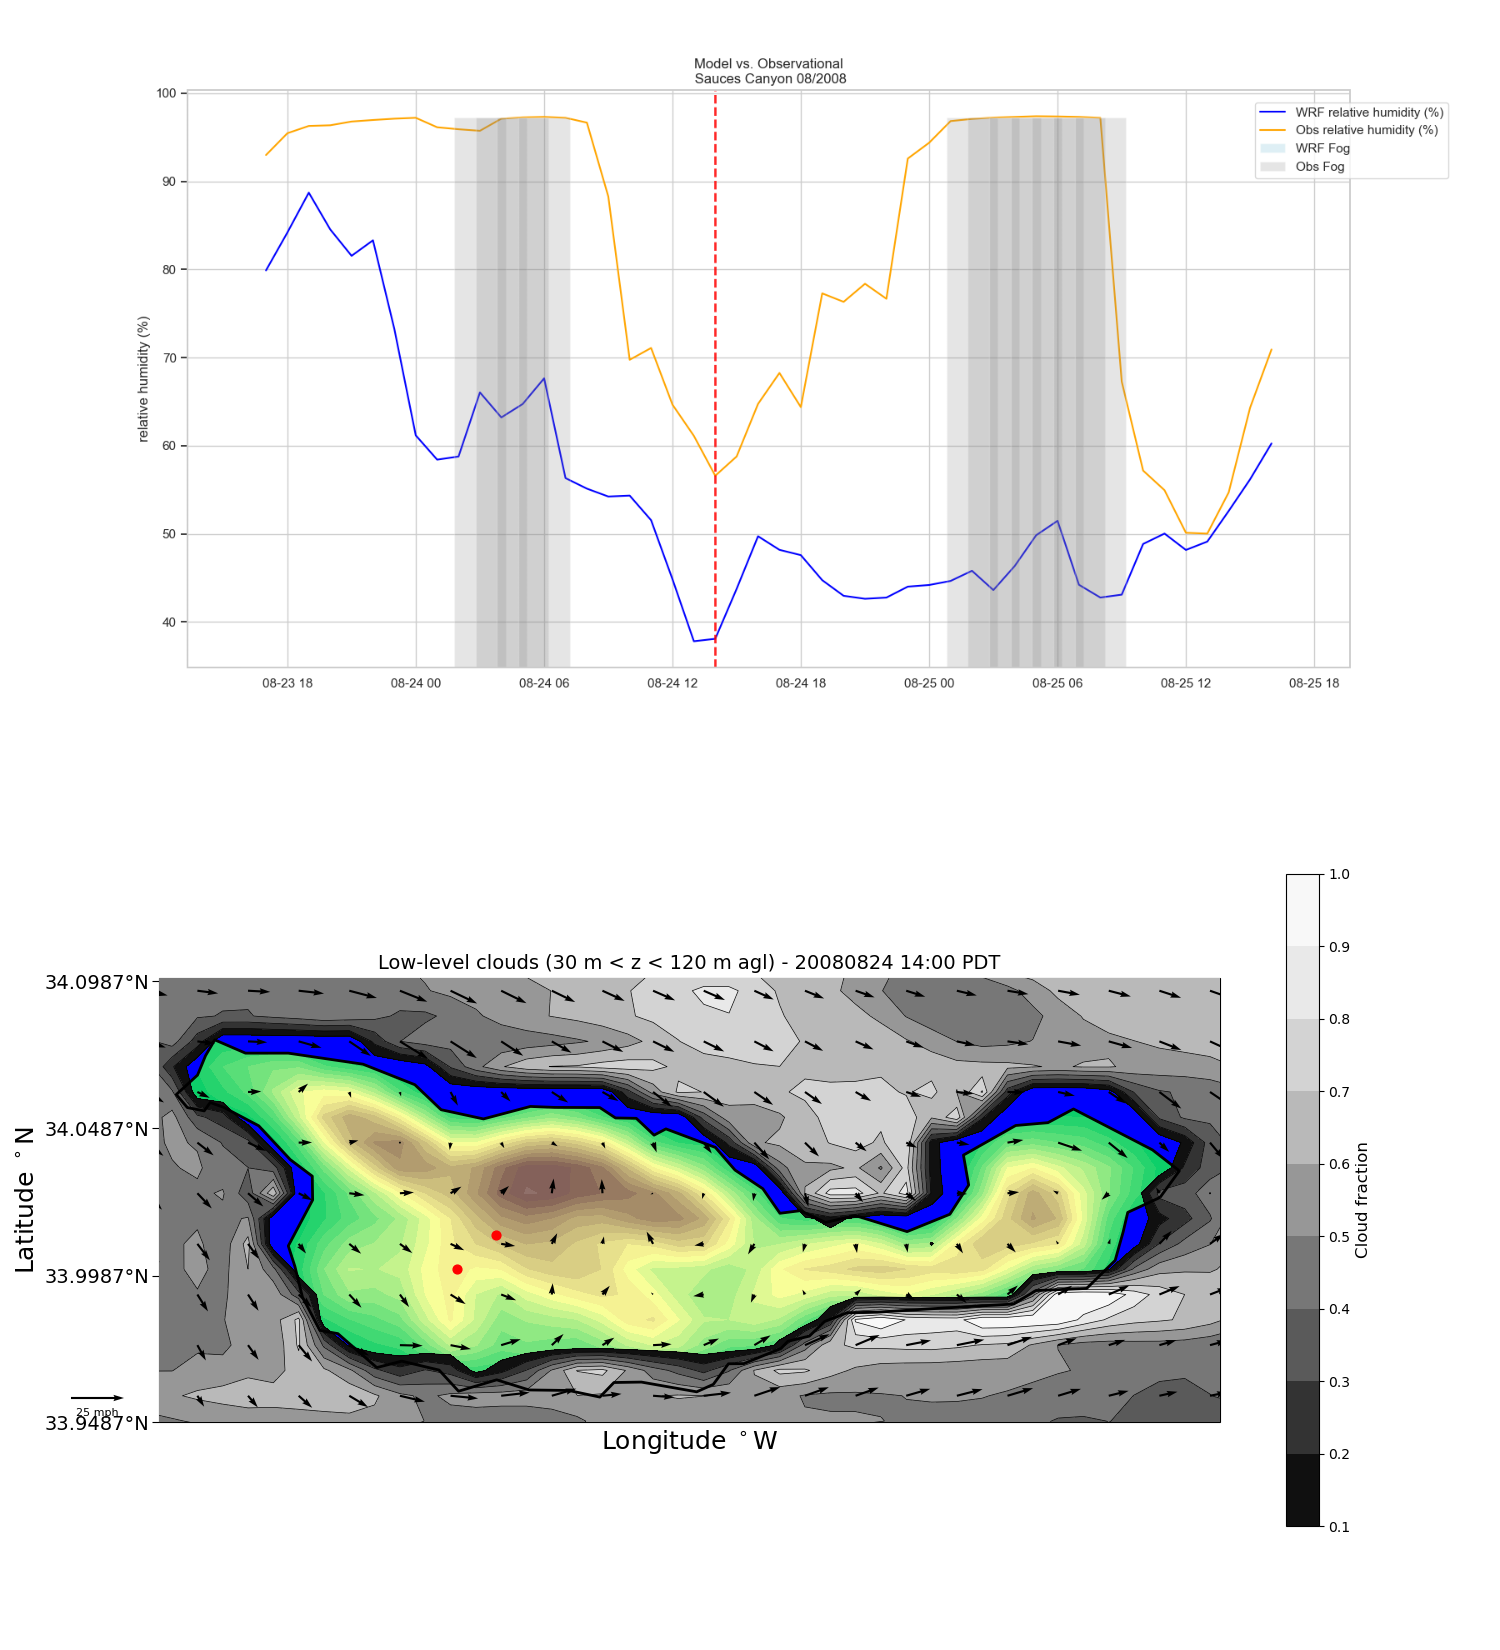 Model vs. Observational
Sauces Canyon 08/2008
100
90
80
70
60
50
40
relative humidity (%)
WRF relative humidity (%)
Obs relative humidity (%)
WRF Fog
Obs Fog
08-23 18
08-24 00
08-24 06
08-24 12
08-24 18
08-25 00
08-25 06
08-25 12
08-25 18
Low-level clouds (30 m < z < 120 m agl) - 20080824 14:00 PDT
34.0987°N
34.0487°N
33.9987°N
33.9487°N
Latitude °N
25 mph
Longitude °W
1.0
0.9
0.8
0.7
0.6
0.5
0.4
0.3
0.2
0.1
Cloud fraction